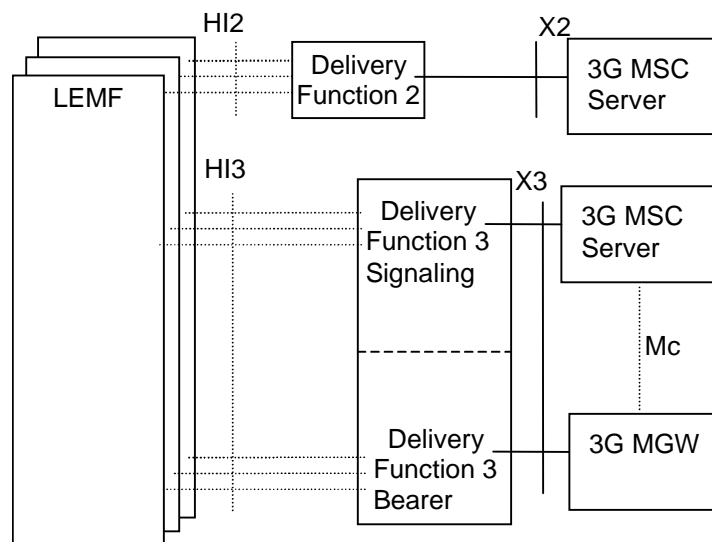 HI2
X2
Delivery
Function 2
3G MSC
Server
LEMF
HI3
X3
Delivery
Function 3
Signaling
3G MSC
Server
Mc
Delivery
Function 3
Bearer
3G MGW